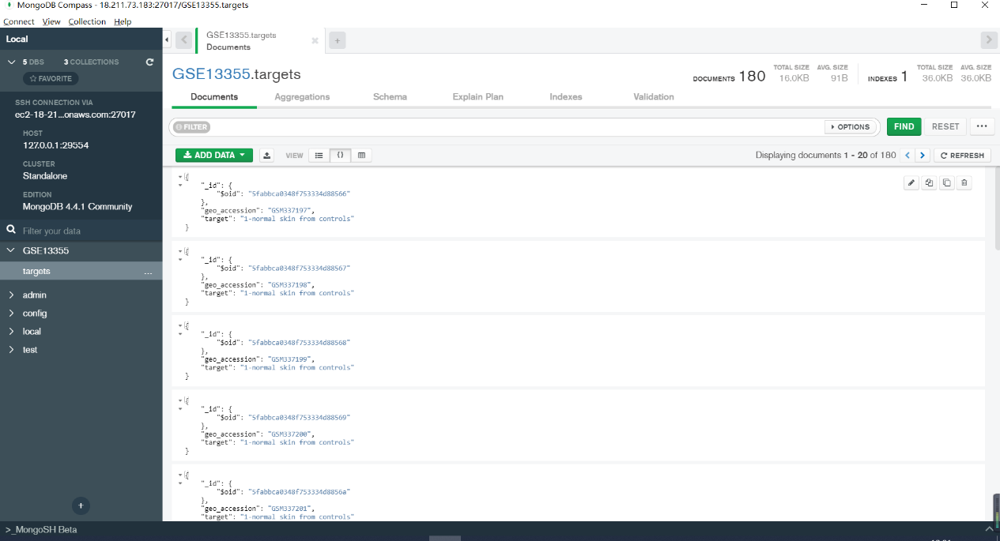 MongoDB Compass - 18.211.73.183:27017/GSE13355.targets
Connect View Collection Help
Local
5 DBS 3 COLLECTIONS
FAVORITE
SSH CONNECTION VIA
ec2-18-21...onaws.com:27017
HOST
127.0.0.1:29554
CLUSTER
Standalone
EDITION
MongoDB 4.4.1 Community
Filter your data
GSE13355
targets ...
admin
config
local
test
+
GSE13355.targets
Documents
+
GSE13355.targets
DOCUMENTS 180 TOTAL SIZE 16.0KB AVG. SIZE 91B INDEXES 1 TOTAL SIZE 36.0KB AVG. SIZE 36.0KB
Documents Aggregations Schema Explain Plan Indexes Validation
FILTER OPTIONS FIND RESET ...
ADD DATA VIEW {} Displaying documents 1 - 20 of 180 REFRESH
{
"_id": {
"$oid": "5fabbca0348f753334d88566"
},
"geo_accession": "GSM337197",
"target": "1-normal skin from controls"
}
{
"_id": {
"$oid": "5fabbca0348f753334d88567"
},
"geo_accession": "GSM337198",
"target": "1-normal skin from controls"
}
{
"_id": {
"$oid": "5fabbca0348f753334d88568"
},
"geo_accession": "GSM337199",
"target": "1-normal skin from controls"
}
{
"_id": {
"$oid": "5fabbca0348f753334d88569"
},
"geo_accession": "GSM337200",
"target": "1-normal skin from controls"
}
{
"_id": {
"$oid": "5fabbca0348f753334d8856a"
},
"geo_accession": "GSM337201",
"target": "1-normal skin from controls"
>_MongoSH Beta